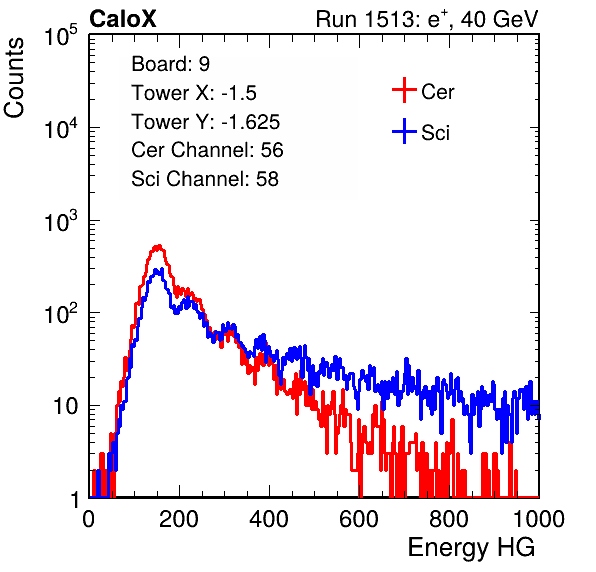 CaloX Run 1513: e⁺, 40 GeV
Counts
Board: 9
Tower X: -1.5
Tower Y: -1.625
Cer Channel: 56
Sci Channel: 58
Cer
Sci
10⁵
10⁴
10³
10²
10
1
0 200 400 600 800 1000
Energy HG